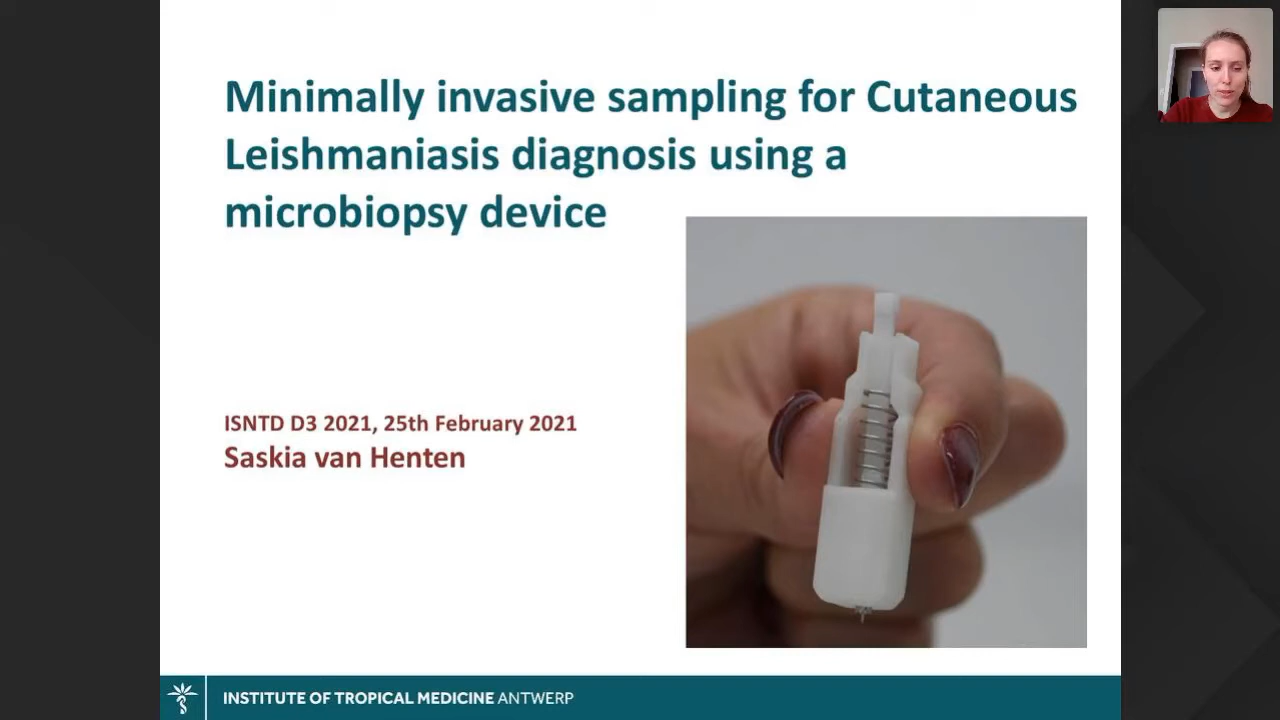 Minimally invasive sampling for Cutaneous
Leishmaniasis diagnosis using a
microbiopsy device
ISNTD D3 2021, 25th February 2021
Saskia van Henten
INSTITUTE OF TROPICAL MEDICINE ANTWERP